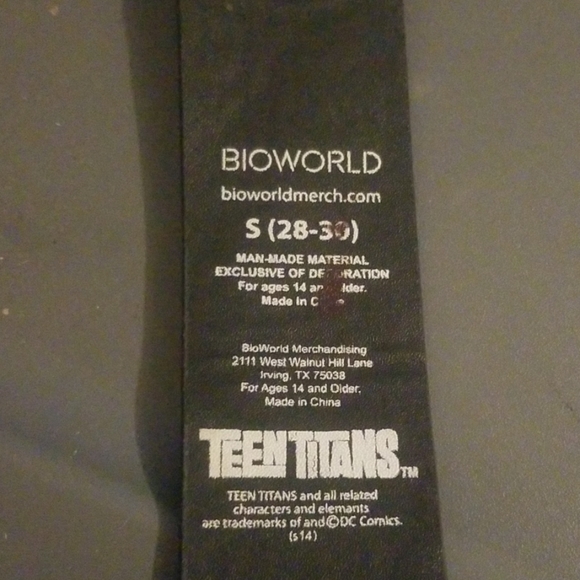 BIOWORLD
bioworldmerch.com
S (28-30)
MAN-MADE MATERIAL
EXCLUSIVE OF
For ages 14
Made in
BioWorld Merchandising
2111 West Walnut Hill Lane
Irving, TX 75038
For Ages 14 and Older.
Made in China
TEEN TITANS TM
TEEN TITANS and all related
characters and elements
are trademarks of and © DC Comics.
(s14)